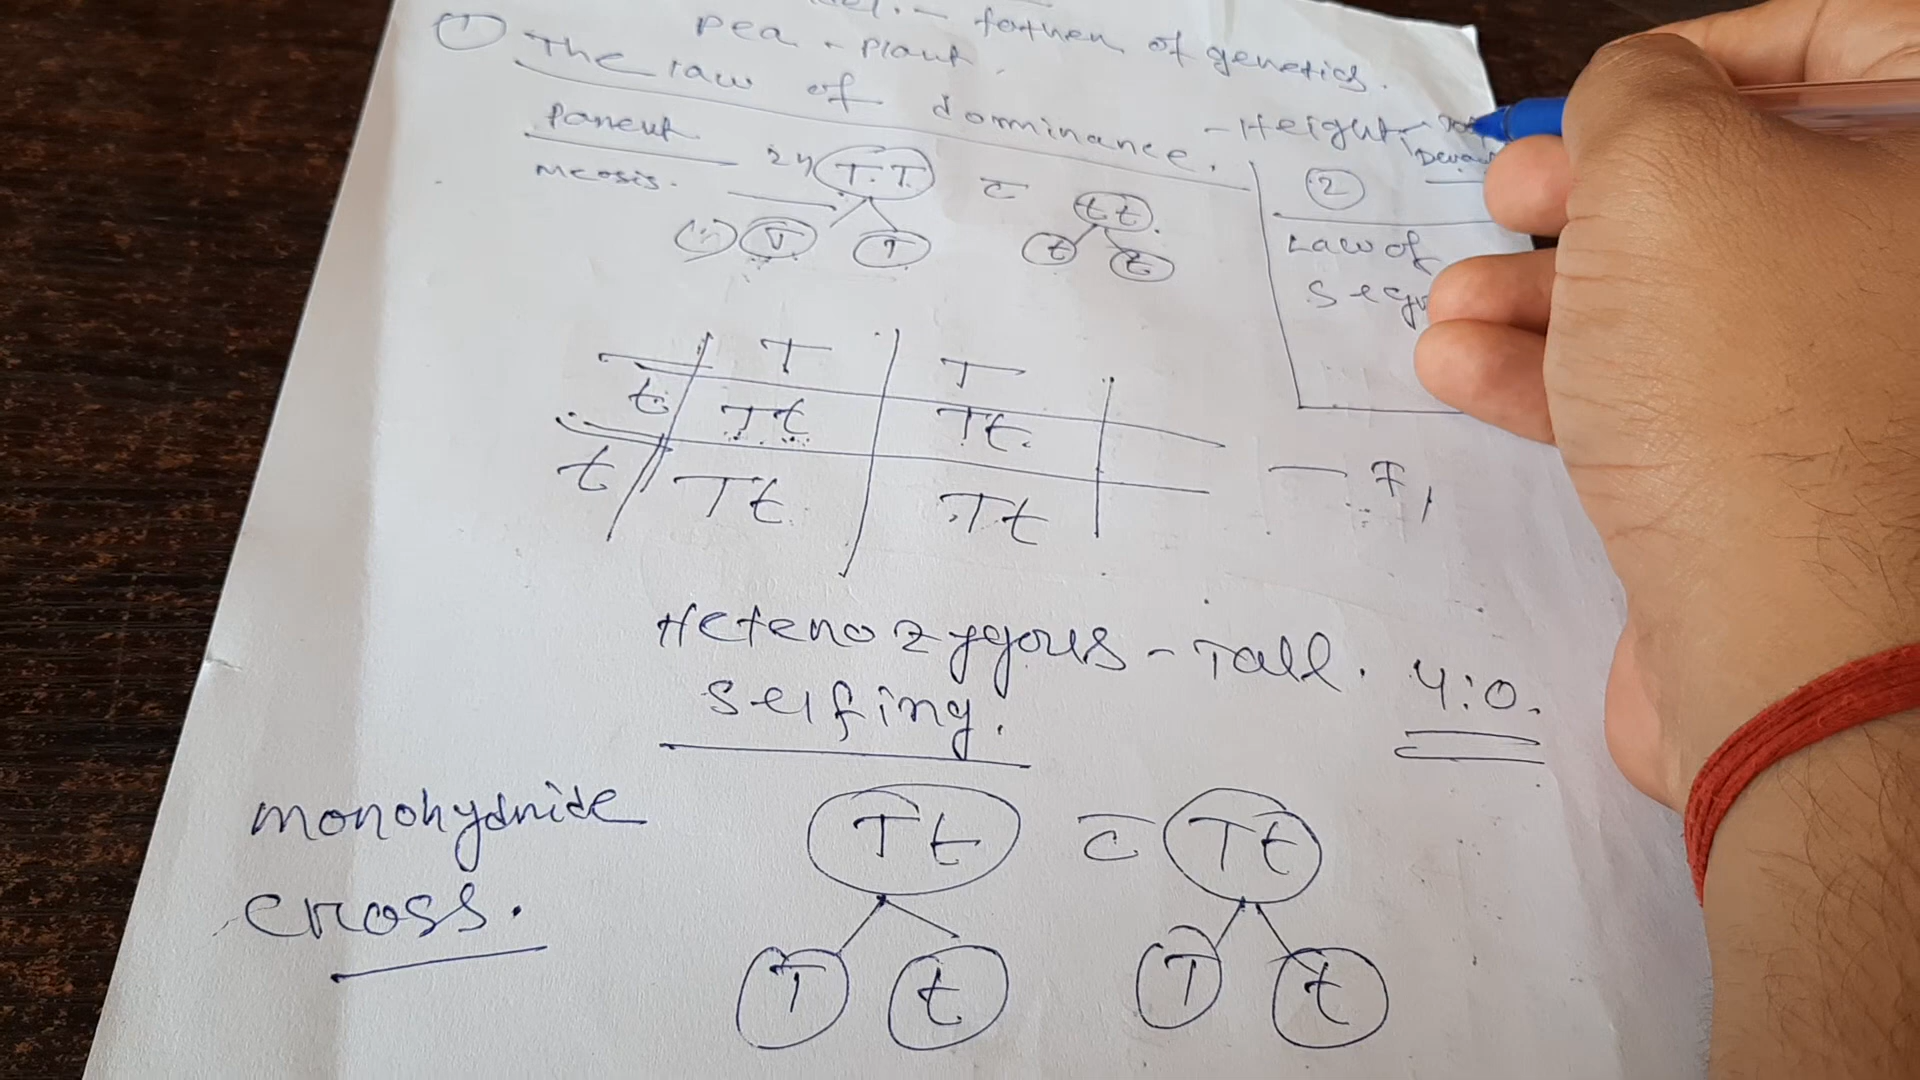 father of genetics.
pea plant.
① The law of dominance.
- Height
Parent
2n TT c tt
meosis.
T T t t
②
Law of
T T
t Tt Tt
t Tt Tt
— F1
Heterozygous - Tall. 4:0.
selfing.
monohydride
cross.
Tt c Tt
T t T t